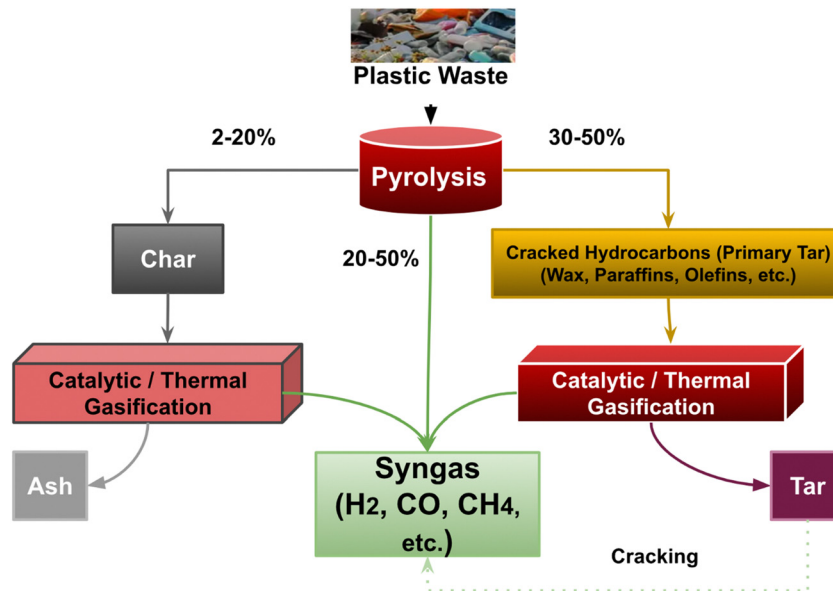 Plastic Waste
2-20%
30-50%
Pyrolysis
Char
20-50%
Cracked Hydrocarbons (Primary Tar)
(Wax, Paraffins, Olefins, etc.)
Catalytic / Thermal
Gasification
Catalytic / Thermal
Gasification
Ash
Syngas
(H2, CO, CH4,
etc.)
Tar
Cracking